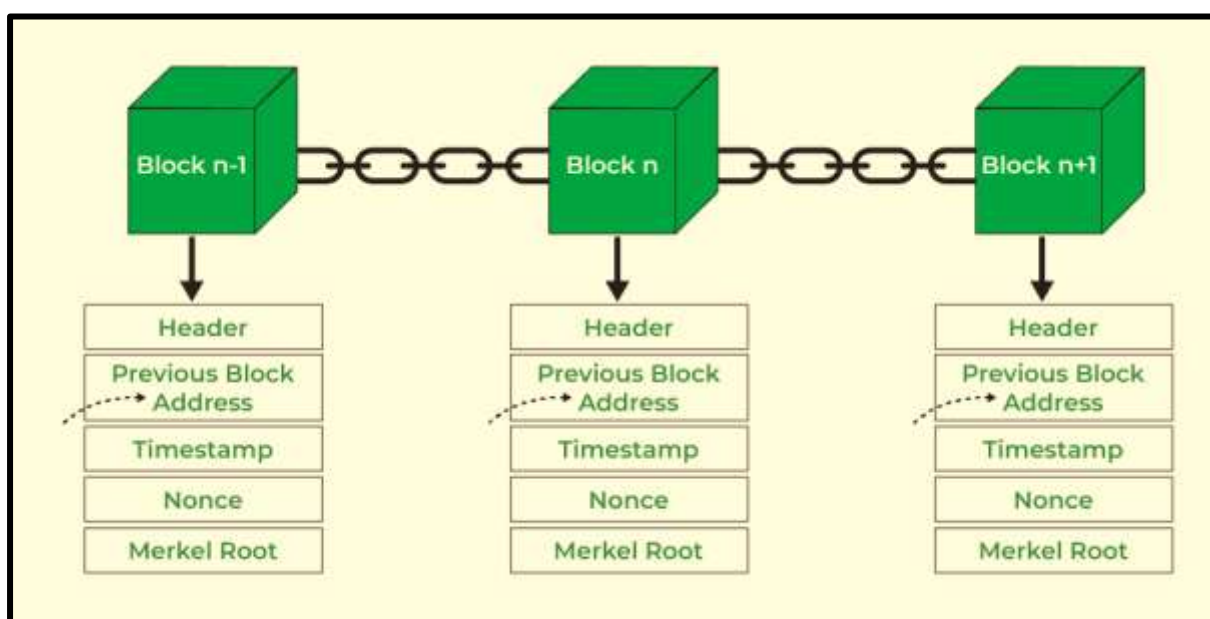 Block n-1
Block n
Block n+1
Header
Previous Block
Address
Timestamp
Nonce
Merkel Root
Header
Previous Block
Address
Timestamp
Nonce
Merkel Root
Header
Previous Block
Address
Timestamp
Nonce
Merkel Root